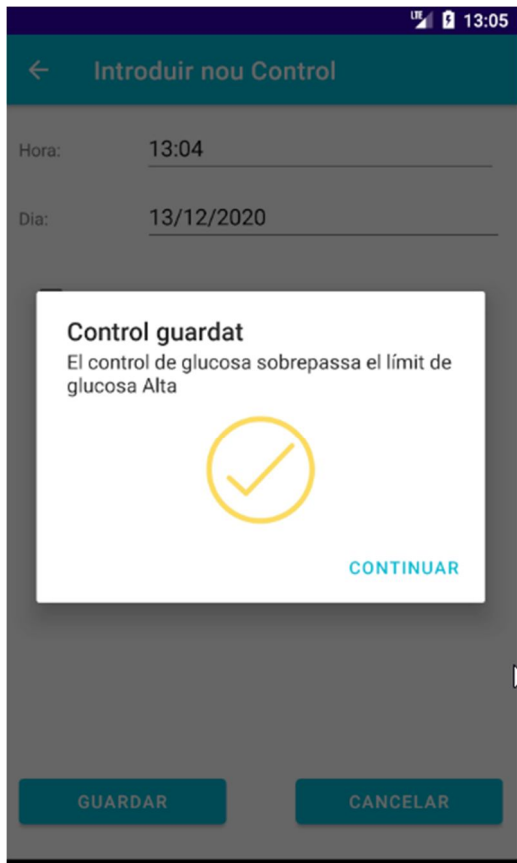 LTE 13:05
Introduir nou Control
Hora: 13:04
Dia: 13/12/2020
Control guardat
El control de glucosa sobrepassa el límit de
glucosa Alta
CONTINUAR
GUARDAR CANCELAR